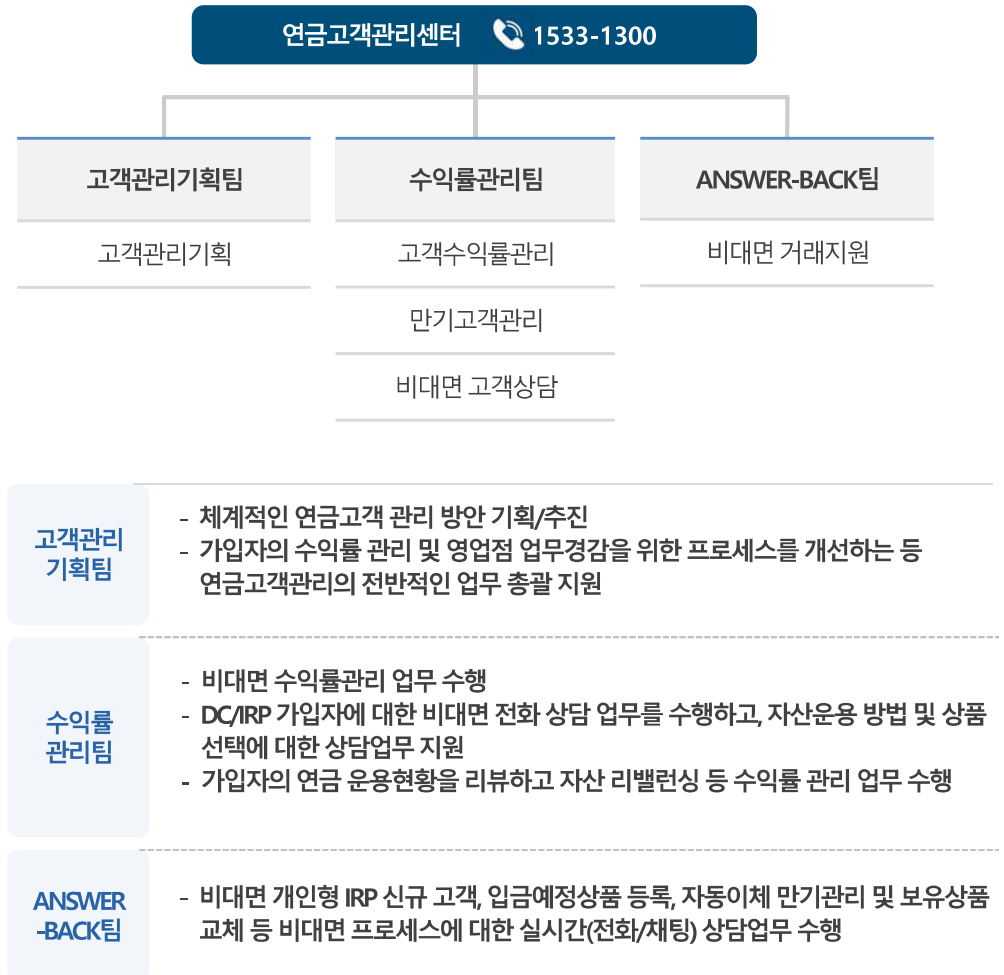 연금고객관리센터 1533-1300
고객관리기획팀
고객관리기획
수익률관리팀
고객수익률관리
만기고객관리
비대면 고객상담
ANSWER-BACK팀
비대면 거래지원
고객관리
기획팀
- 체계적인 연금고객 관리 방안 기획/추진
- 가입자의 수익률 관리 및 영업점 업무경감을 위한 프로세스를 개선하는 등
연금고객관리의 전반적인 업무 총괄 지원
수익률
관리팀
- 비대면 수익률관리 업무 수행
- DC/IRP 가입자에 대한 비대면 전화 상담 업무를 수행하고, 자산운용 방법 및 상품
선택에 대한 상담업무 지원
- 가입자의 연금 운용현황을 리뷰하고 자산 리밸런싱 등 수익률 관리 업무 수행
ANSWER
-BACK팀
- 비대면 개인형 IRP 신규 고객, 입금예정상품 등록, 자동이체 만기관리 및 보유상품
교체 등 비대면 프로세스에 대한 실시간(전화/채팅) 상담업무 수행